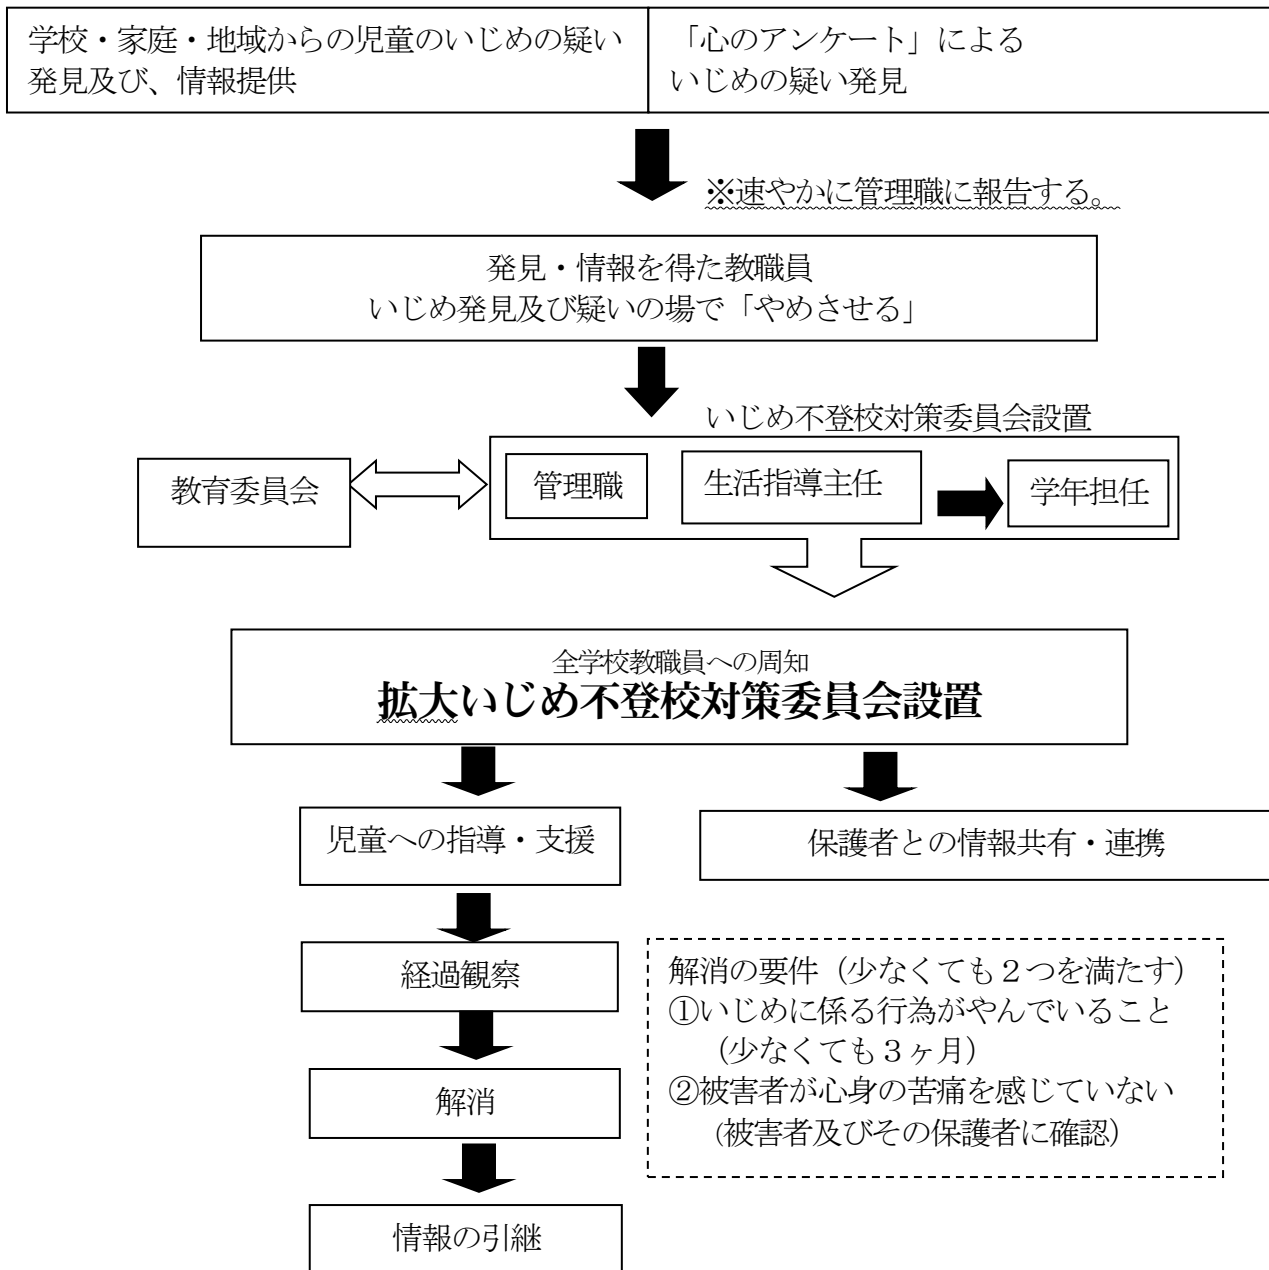 学校・家庭・地域からの児童のいじめの疑い
発見及び、情報提供
「心のアンケート」による
いじめの疑い発見
※速やかに管理職に報告する。
発見・情報を得た教職員
いじめ発見及び疑いの場で「やめさせる」
いじめ不登校対策委員会設置
教育委員会
管理職
生活指導主任
学年担任
全学校教職員への周知
拡大いじめ不登校対策委員会設置
児童への指導・支援
保護者との情報共有・連携
経過観察
解消
情報の引継
解消の要件（少なくても２つを満たす）
①いじめに係る行為がやんでいること
（少なくても３ヶ月）
②被害者が心身の苦痛を感じていない
（被害者及びその保護者に確認）